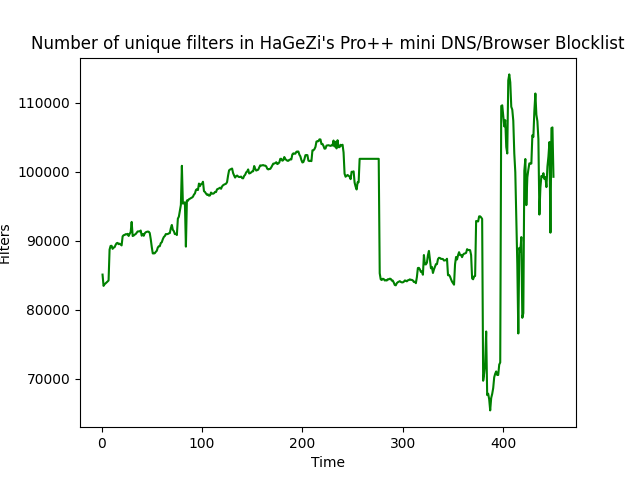 Number of unique filters in HaGeZi's Pro++ mini DNS/Browser Blocklist
110000
100000
90000
80000
70000
Filters
0 100 200 300 400
Time